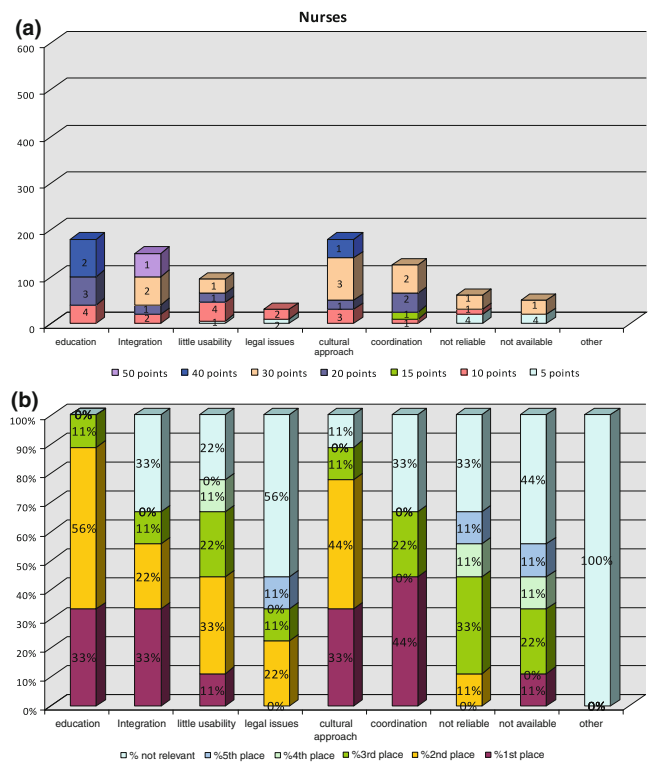 Nurses
(a)
600
500
400
300
200
100
0
2
3
4
1
2
1
2
1
1
4
1
2
2
1
3
1
3
2
2
1
1
1
1
4
1
4
education
Integration
little usability
legal issues
cultural approach
coordination
not reliable
not available
other
50 points
40 points
30 points
20 points
15 points
10 points
5 points
(b)
100%
90%
80%
70%
60%
50%
40%
30%
20%
10%
0%
0%
11%
56%
33%
33%
0%
11%
22%
33%
22%
0%
11%
22%
33%
11%
56%
11%
0%
11%
22%
0%
11%
0%
11%
44%
33%
33%
0%
22%
0%
44%
33%
11%
11%
33%
11%
0%
44%
11%
11%
22%
0%
11%
100%
0%
education
Integration
little usability
legal issues
cultural approach
coordination
not reliable
not available
other
% not relevant
%5th place
%4th place
%3rd place
%2nd place
%1st place